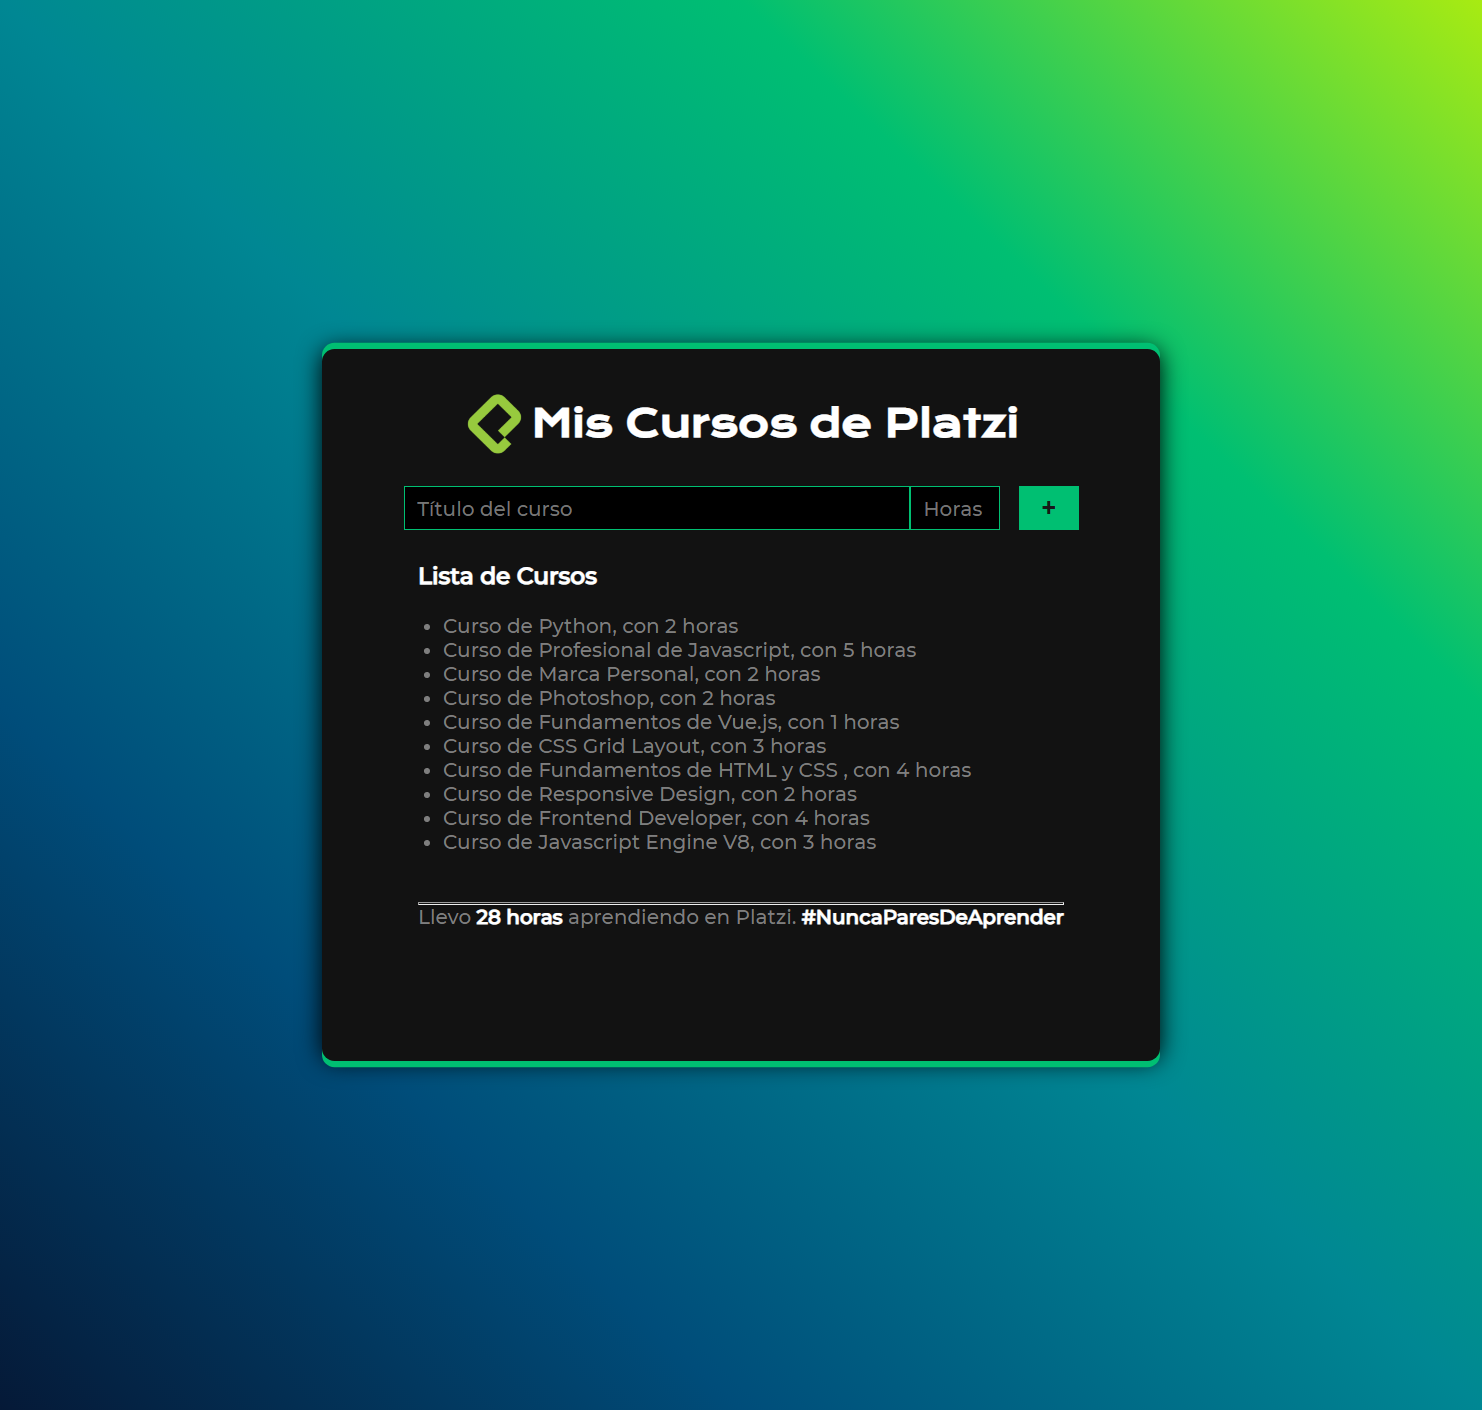 Mis Cursos de Platzi
Título del curso Horas +
Lista de Cursos
• Curso de Python, con 2 horas
• Curso de Profesional de Javascript, con 5 horas
• Curso de Marca Personal, con 2 horas
• Curso de Photoshop, con 2 horas
• Curso de Fundamentos de Vue.js, con 1 horas
• Curso de CSS Grid Layout, con 3 horas
• Curso de Fundamentos de HTML y CSS , con 4 horas
• Curso de Responsive Design, con 2 horas
• Curso de Frontend Developer, con 4 horas
• Curso de Javascript Engine V8, con 3 horas
Llevo 28 horas aprendiendo en Platzi. #NuncaParesDeAprender